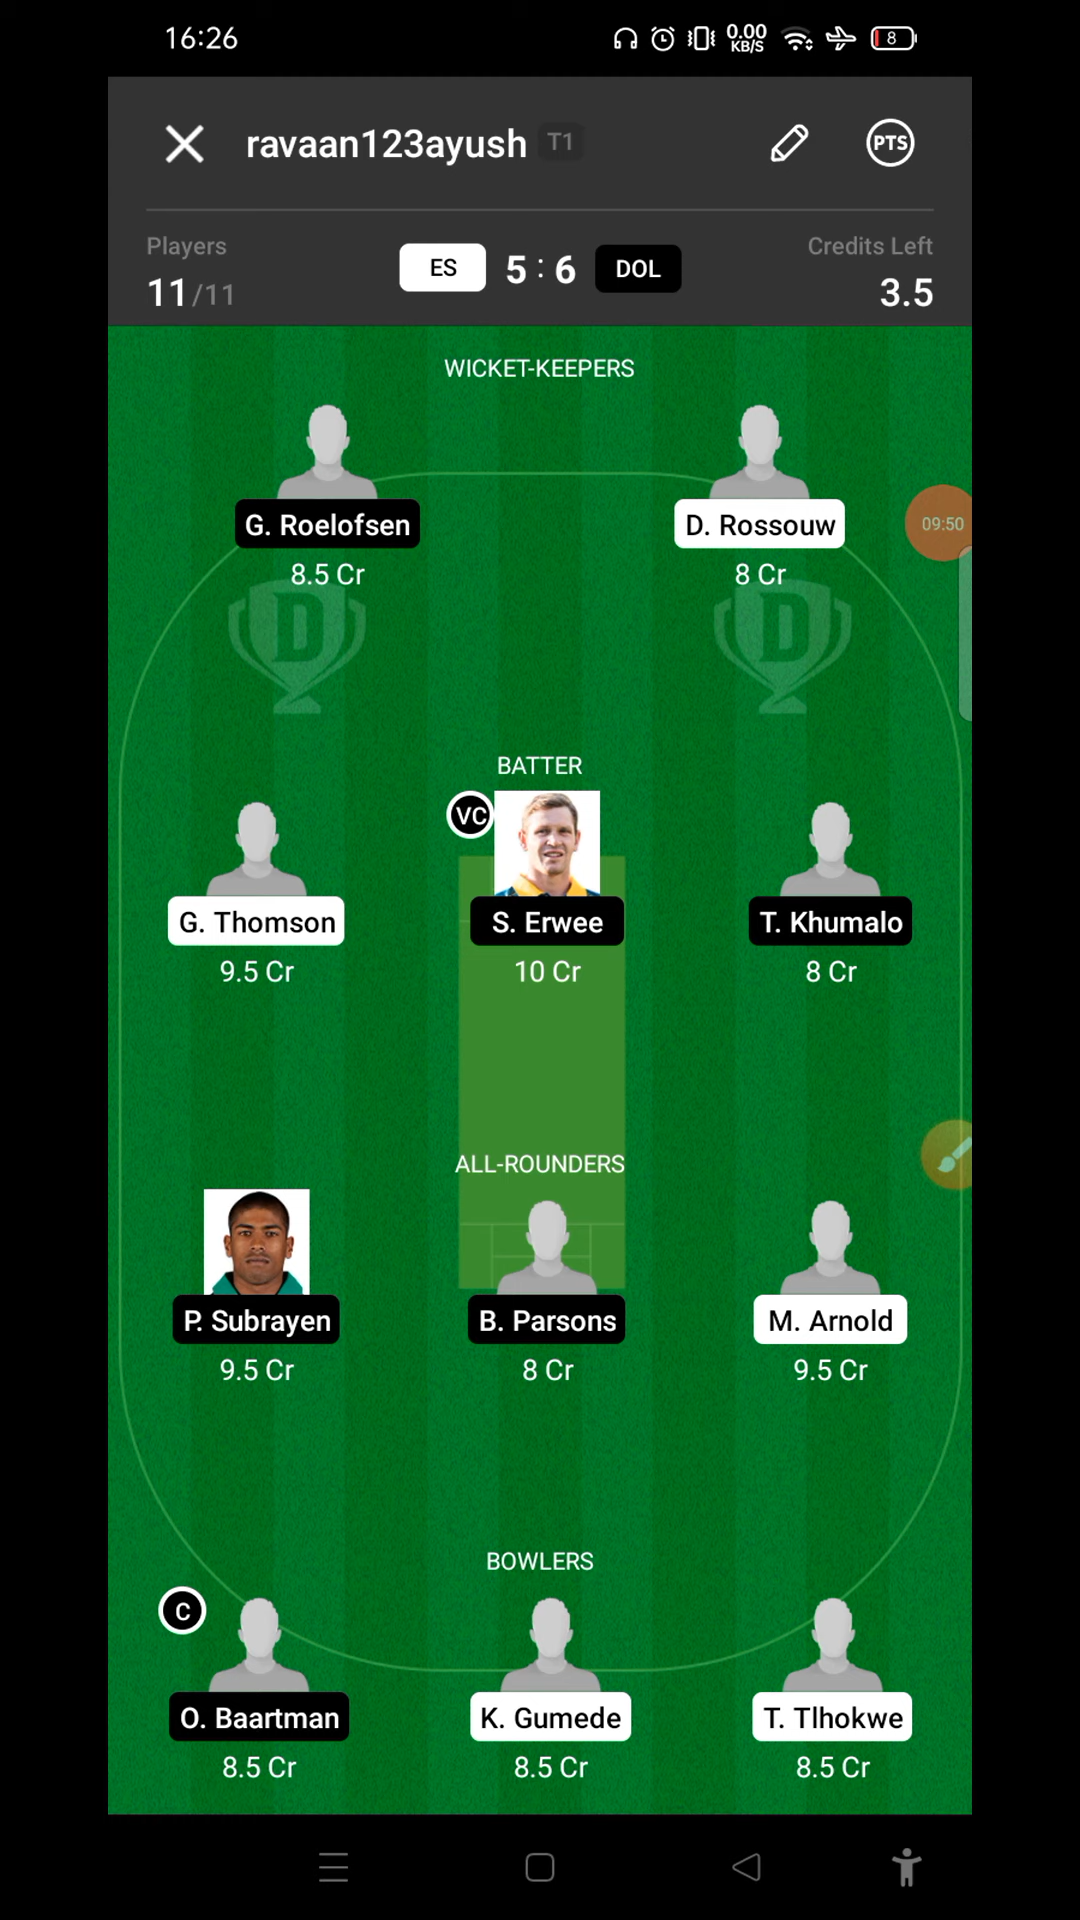 16:26
0.00
KB/S
8
ravaan123ayush T1
PTS
Players
ES 5 : 6 DOL
Credits Left
11/11
3.5
WICKET-KEEPERS
G. Roelofsen
D. Rossouw
09:50
8.5 Cr
8 Cr
D
D
BATTER
VC
G. Thomson
S. Erwee
T. Khumalo
9.5 Cr
10 Cr
8 Cr
ALL-ROUNDERS
P. Subrayen
B. Parsons
M. Arnold
9.5 Cr
8 Cr
9.5 Cr
BOWLERS
C
O. Baartman
K. Gumede
T. Tlhokwe
8.5 Cr
8.5 Cr
8.5 Cr